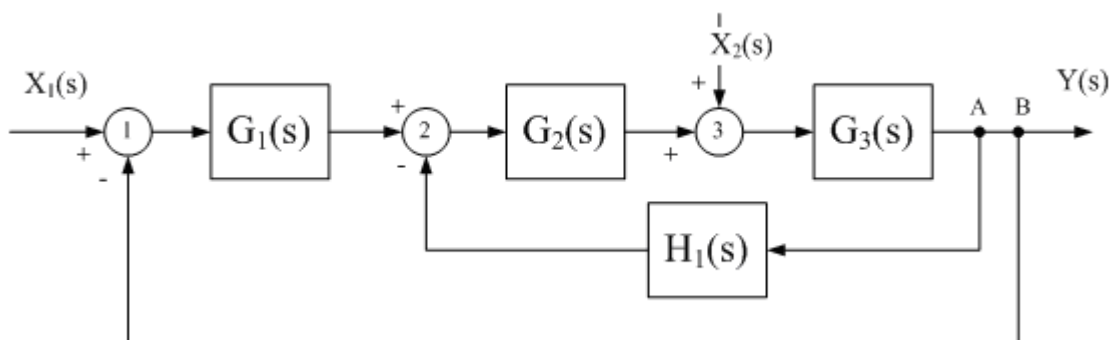 X₂(s)
X₁(s)
Y(s)
+
A B
+
1
G₁(s)
2
G₂(s)
3
G₃(s)
+
-
-
+
H₁(s)